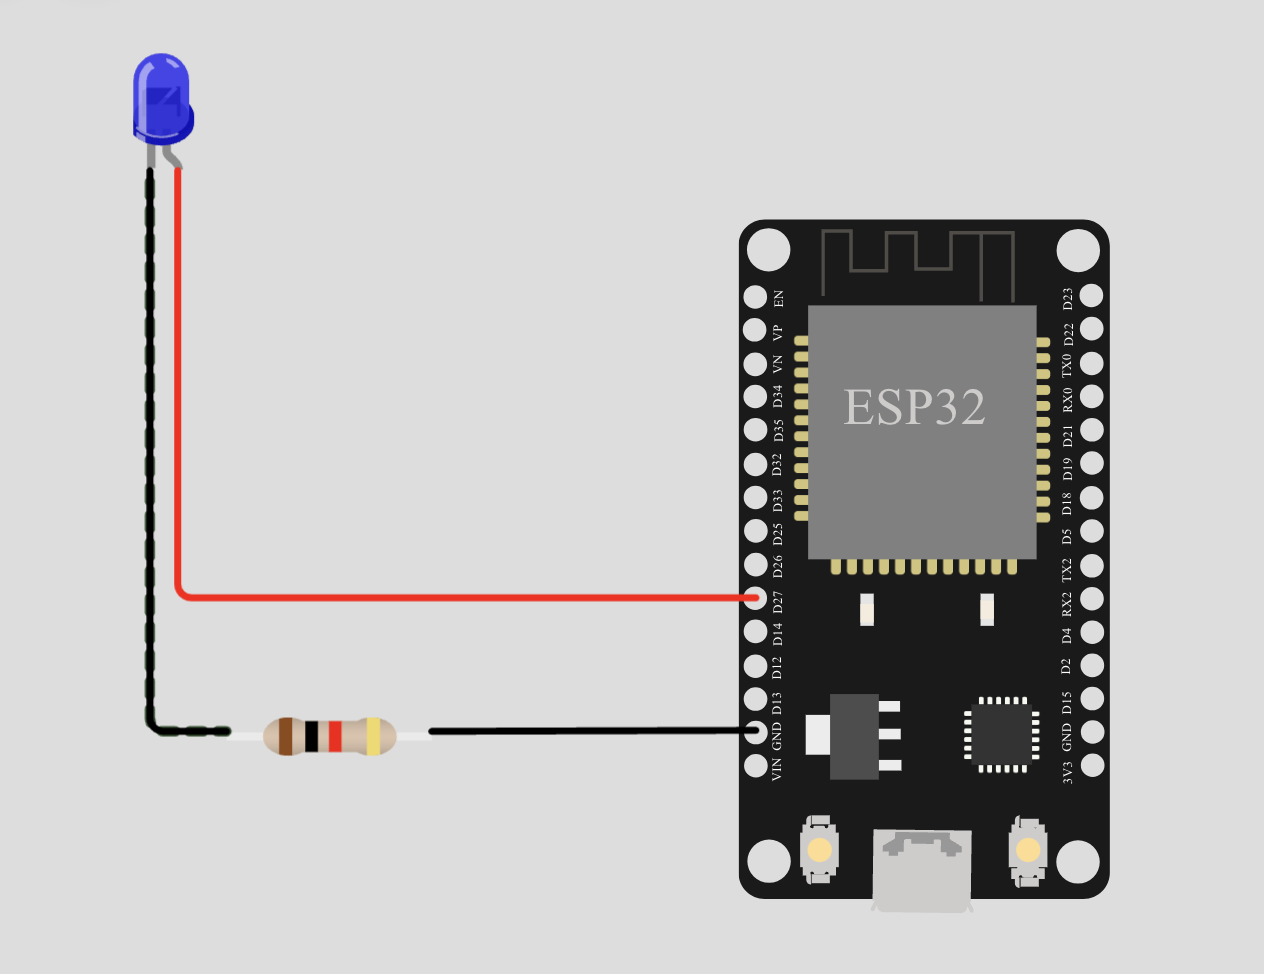 EN
VP
VN
D34
D35
D32
D33
D25
D26
D27
D14
D12
D13
GND
VIN
ESP32
D23
D22
TX0
RX0
D21
D19
D18
D5
TX2
RX2
D4
D2
D15
GND
3V3